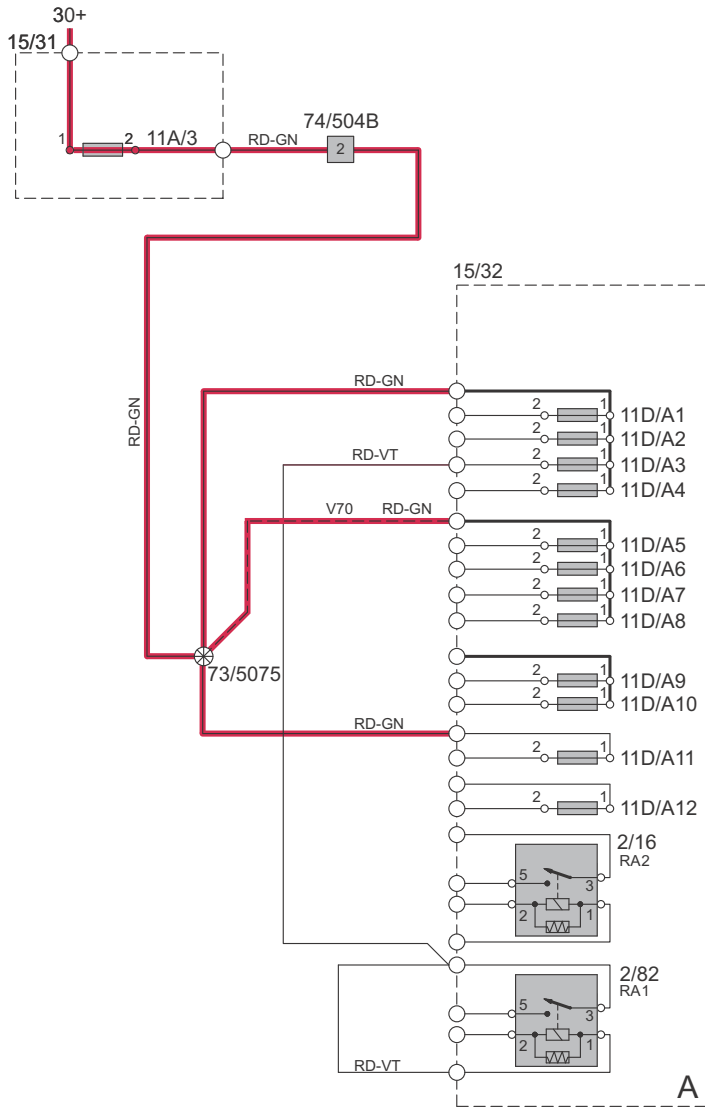 30+
15/31
1 2 11A/3
RD-GN
74/504B
2
15/32
RD-GN
RD-GN
2 1 11D/A1
2 1 11D/A2
RD-VT
2 1 11D/A3
2 1 11D/A4
V70 RD-GN
2 1 11D/A5
2 1 11D/A6
2 1 11D/A7
2 1 11D/A8
73/5075
2 1 11D/A9
2 1 11D/A10
RD-GN
2 1 11D/A11
2 1 11D/A12
2/16
RA2
5 3
2 1
2/82
RA1
5 3
2 1
RD-VT
A